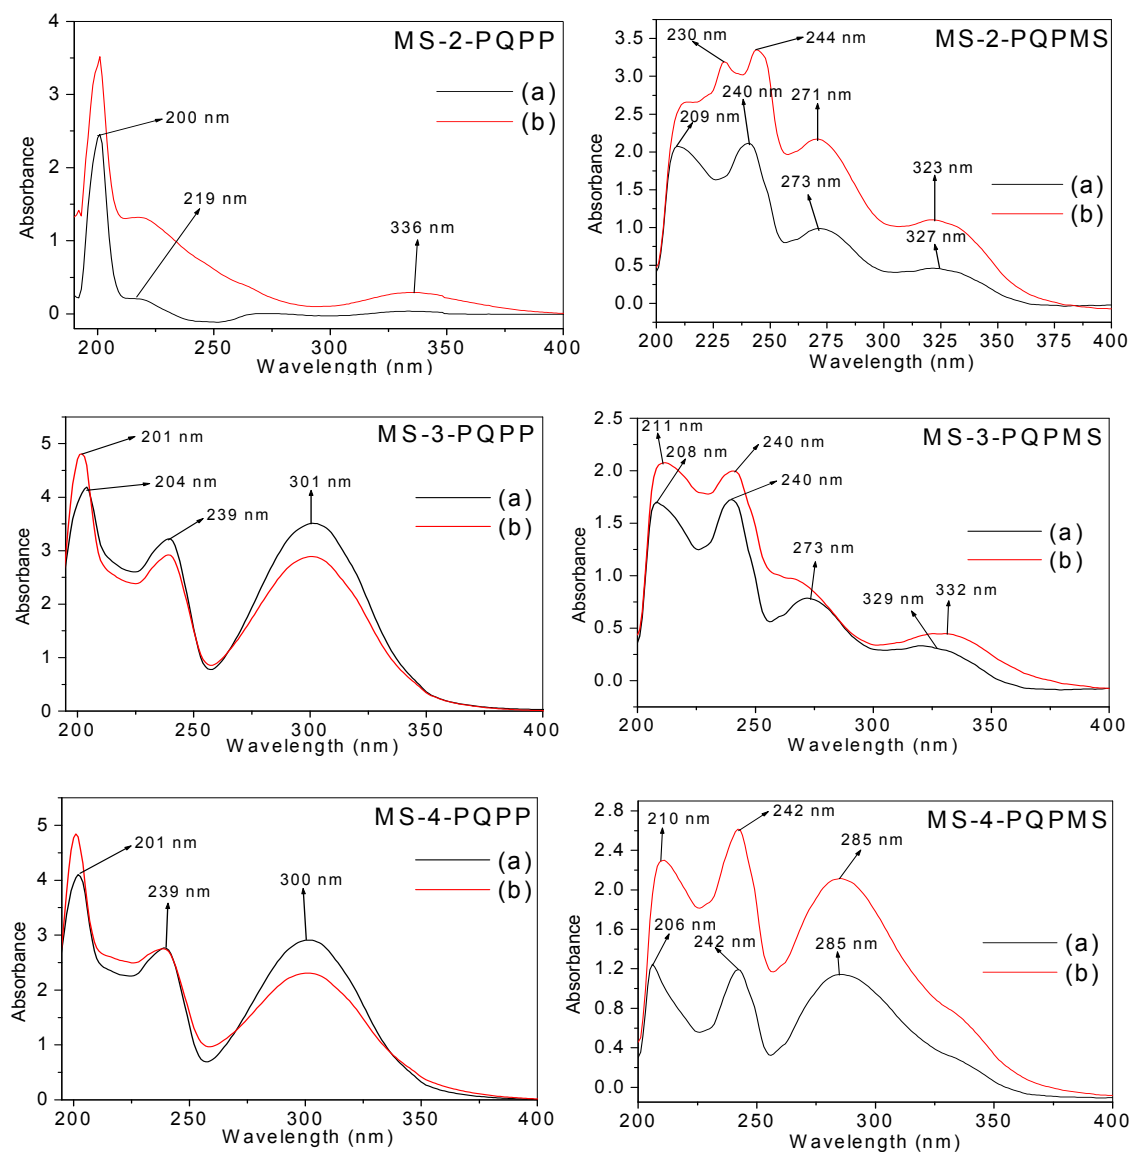 MS-2-PQPP
4
3
2
1
0
Absorbance
200 nm
219 nm
336 nm
(a)
(b)
200 250 300 350 400
Wavelength (nm)
MS-2-PQPMS
3.5
3.0
2.5
2.0
1.5
1.0
0.5
0.0
Absorbance
230 nm
244 nm
240 nm
271 nm
209 nm
273 nm
323 nm
327 nm
(a)
(b)
200 225 250 275 300 325 350 375 400
Wavelength (nm)
MS-3-PQPP
5
4
3
2
1
0
Absorbance
201 nm
204 nm
239 nm
301 nm
(a)
(b)
200 250 300 350 400
Wavelength (nm)
MS-3-PQPMS
2.5
2.0
1.5
1.0
0.5
0.0
Absorbance
211 nm
208 nm
240 nm
240 nm
273 nm
329 nm
332 nm
(a)
(b)
200 250 300 350 400
Wavelength (nm)
MS-4-PQPP
5
4
3
2
1
0
Absorbance
201 nm
239 nm
300 nm
(a)
(b)
200 250 300 350 400
Wavelength (nm)
MS-4-PQPMS
2.8
2.4
2.0
1.6
1.2
0.8
0.4
0.0
Absorbance
210 nm
242 nm
285 nm
206 nm
242 nm
285 nm
(a)
(b)
200 250 300 350 400
Wavelength (nm)